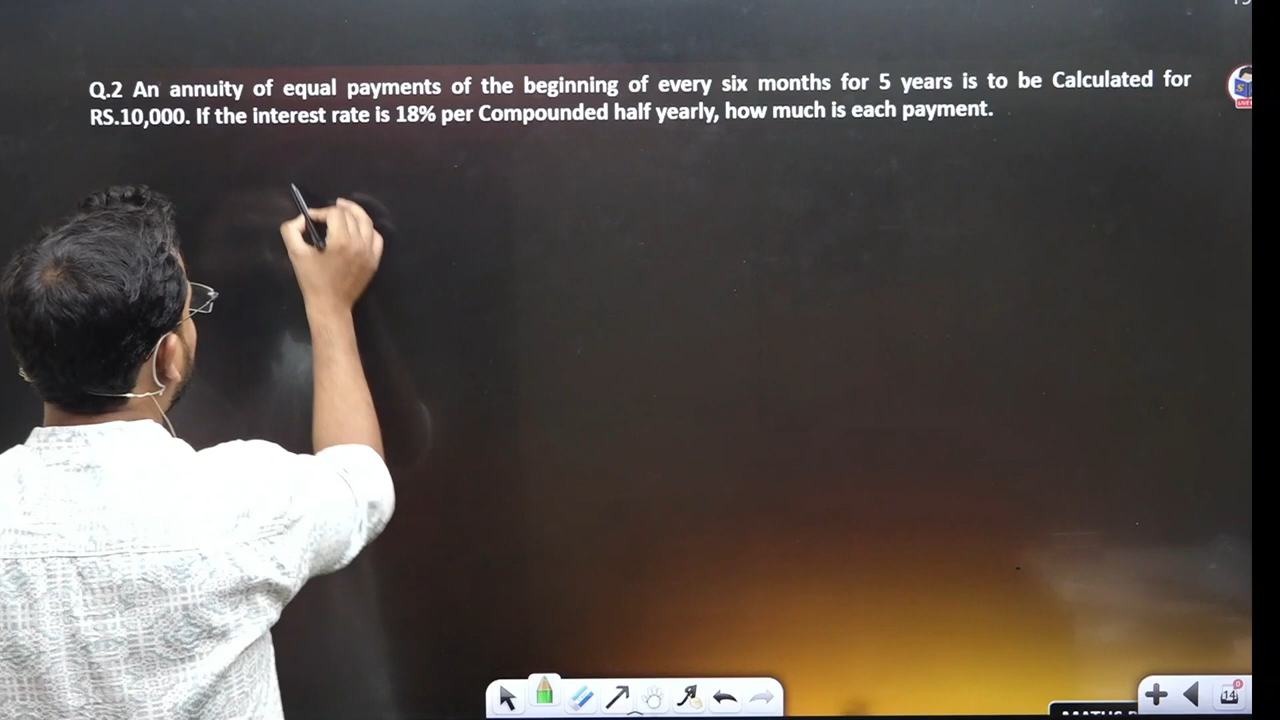 Q.2 An annuity of equal payments of the beginning of every six months for 5 years is to be Calculated for
RS.10,000. If the interest rate is 18% per Compounded half yearly, how much is each payment.
14